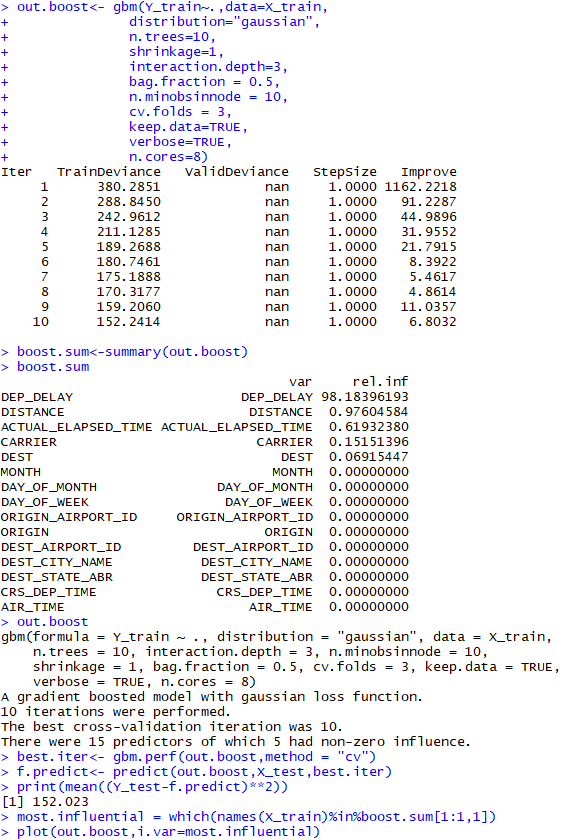 > out.boost<- gbm(Y_train~.,data=X_train,
+ distribution="gaussian",
+ n.trees=10,
+ shrinkage=1,
+ interaction.depth=3,
+ bag.fraction = 0.5,
+ n.minobsinnode = 10,
+ cv.folds = 3,
+ keep.data=TRUE,
+ verbose=TRUE,
+ n.cores=8)
Iter TrainDeviance ValidDeviance StepSize Improve
1 380.2851 nan 1.0000 1162.2218
2 288.8450 nan 1.0000 91.2287
3 242.9612 nan 1.0000 44.9896
4 211.1285 nan 1.0000 31.9552
5 189.2688 nan 1.0000 21.7915
6 180.7461 nan 1.0000 8.3922
7 175.1888 nan 1.0000 5.4617
8 170.3177 nan 1.0000 4.8614
9 159.2060 nan 1.0000 11.0357
10 152.2414 nan 1.0000 6.8032
> boost.sum<-summary(out.boost)
> boost.sum
var rel.inf
DEP_DELAY DEP_DELAY 98.18396193
DISTANCE DISTANCE 0.97604584
ACTUAL_ELAPSED_TIME ACTUAL_ELAPSED_TIME 0.61932380
CARRIER CARRIER 0.15151396
DEST DEST 0.06915447
MONTH MONTH 0.00000000
DAY_OF_MONTH DAY_OF_MONTH 0.00000000
DAY_OF_WEEK DAY_OF_WEEK 0.00000000
ORIGIN_AIRPORT_ID ORIGIN_AIRPORT_ID 0.00000000
ORIGIN ORIGIN 0.00000000
DEST_AIRPORT_ID DEST_AIRPORT_ID 0.00000000
DEST_CITY_NAME DEST_CITY_NAME 0.00000000
DEST_STATE_ABR DEST_STATE_ABR 0.00000000
CRS_DEP_TIME CRS_DEP_TIME 0.00000000
AIR_TIME AIR_TIME 0.00000000
> out.boost
gbm(formula = Y_train ~ ., distribution = "gaussian", data = X_train,
n.trees = 10, interaction.depth = 3, n.minobsinnode = 10,
shrinkage = 1, bag.fraction = 0.5, cv.folds = 3, keep.data = TRUE,
verbose = TRUE, n.cores = 8)
A gradient boosted model with gaussian loss function.
10 iterations were performed.
The best cross-validation iteration was 10.
There were 15 predictors of which 5 had non-zero influence.
> best.iter<- gbm.perf(out.boost,method = "cv")
> f.predict<- predict(out.boost,X_test,best.iter)
> print(mean((Y_test-f.predict)**2))
[1] 152.023
> most.influential = which(names(X_train)%in%boost.sum[1:1,1])
> plot(out.boost,i.var=most.influential)